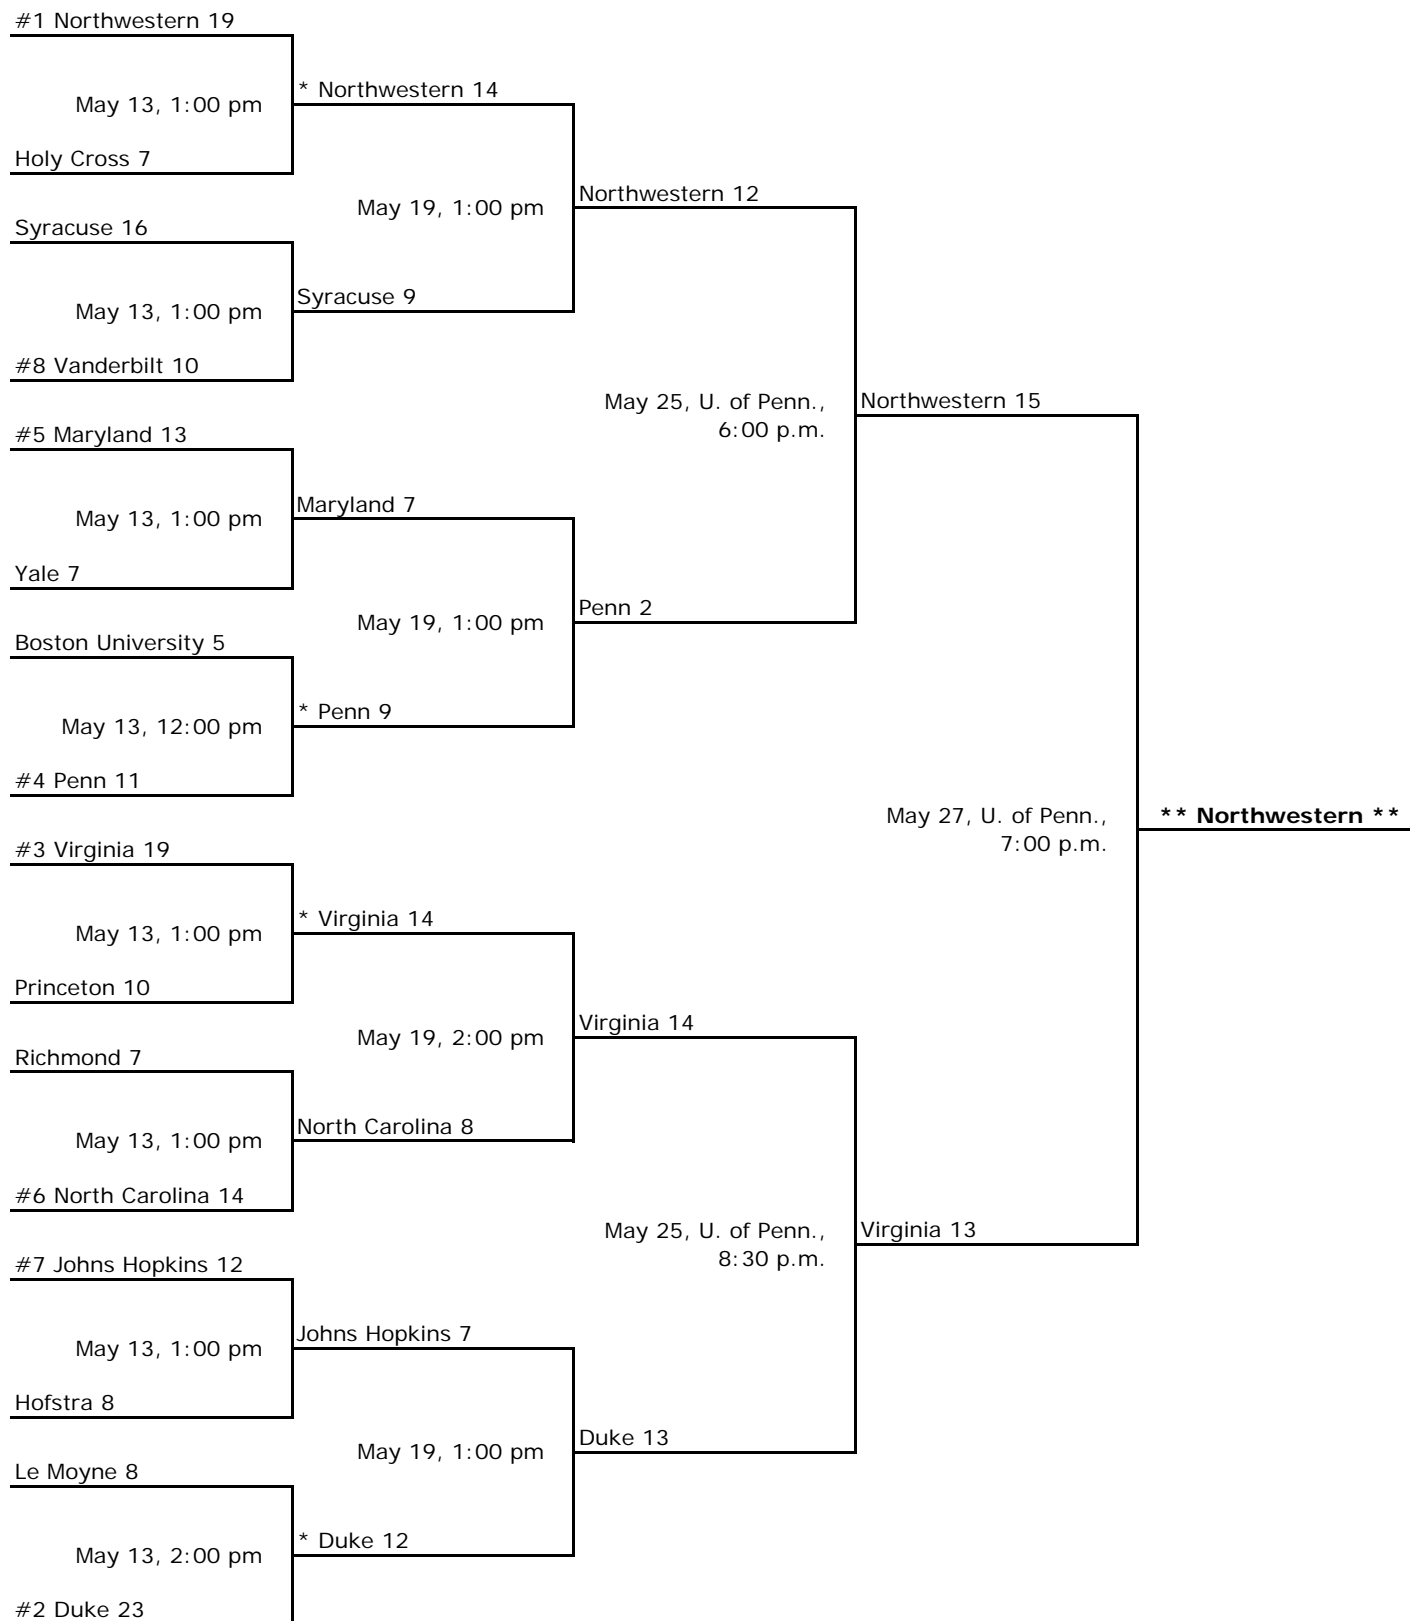 #1 Northwestern 19
* Northwestern 14
May 13, 1:00 pm
Holy Cross 7
Northwestern 12
May 19, 1:00 pm
Syracuse 16
Syracuse 9
May 13, 1:00 pm
#8 Vanderbilt 10
May 25, U. of Penn.,
6:00 p.m.
Northwestern 15
#5 Maryland 13
Maryland 7
May 13, 1:00 pm
Yale 7
Penn 2
May 19, 1:00 pm
Boston University 5
* Penn 9
May 13, 12:00 pm
#4 Penn 11
May 27, U. of Penn.,
7:00 p.m.
** Northwestern **
#3 Virginia 19
* Virginia 14
May 13, 1:00 pm
Princeton 10
Virginia 14
May 19, 2:00 pm
Richmond 7
North Carolina 8
May 13, 1:00 pm
#6 North Carolina 14
May 25, U. of Penn.,
8:30 p.m.
Virginia 13
#7 Johns Hopkins 12
Johns Hopkins 7
May 13, 1:00 pm
Hofstra 8
Duke 13
May 19, 1:00 pm
Le Moyne 8
* Duke 12
May 13, 2:00 pm
#2 Duke 23